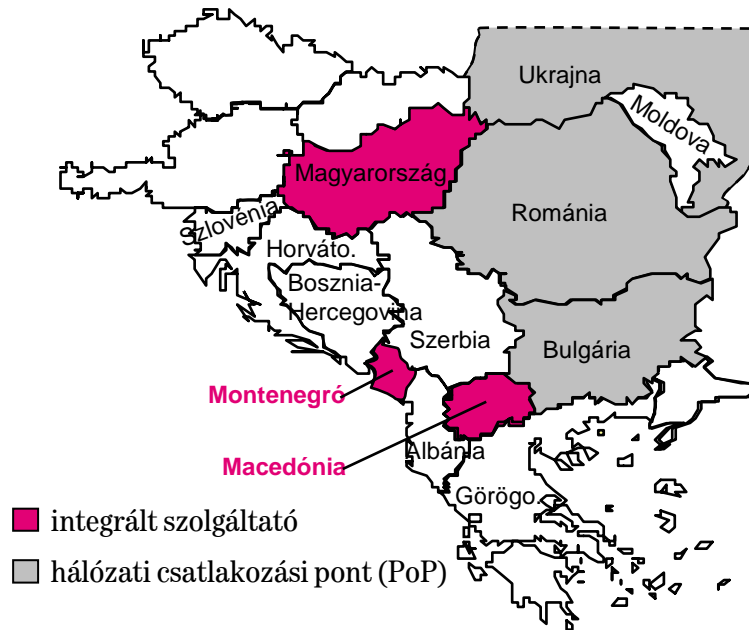 Ukrajna
Moldova
Magyarország
Románia
Szlovénia
Horváto.
Bosznia-
Hercegovina
Szerbia
Bulgária
Montenegró
Macedónia
Albánia
Görögo.
integrált szolgáltató
hálózati csatlakozási pont (PoP)